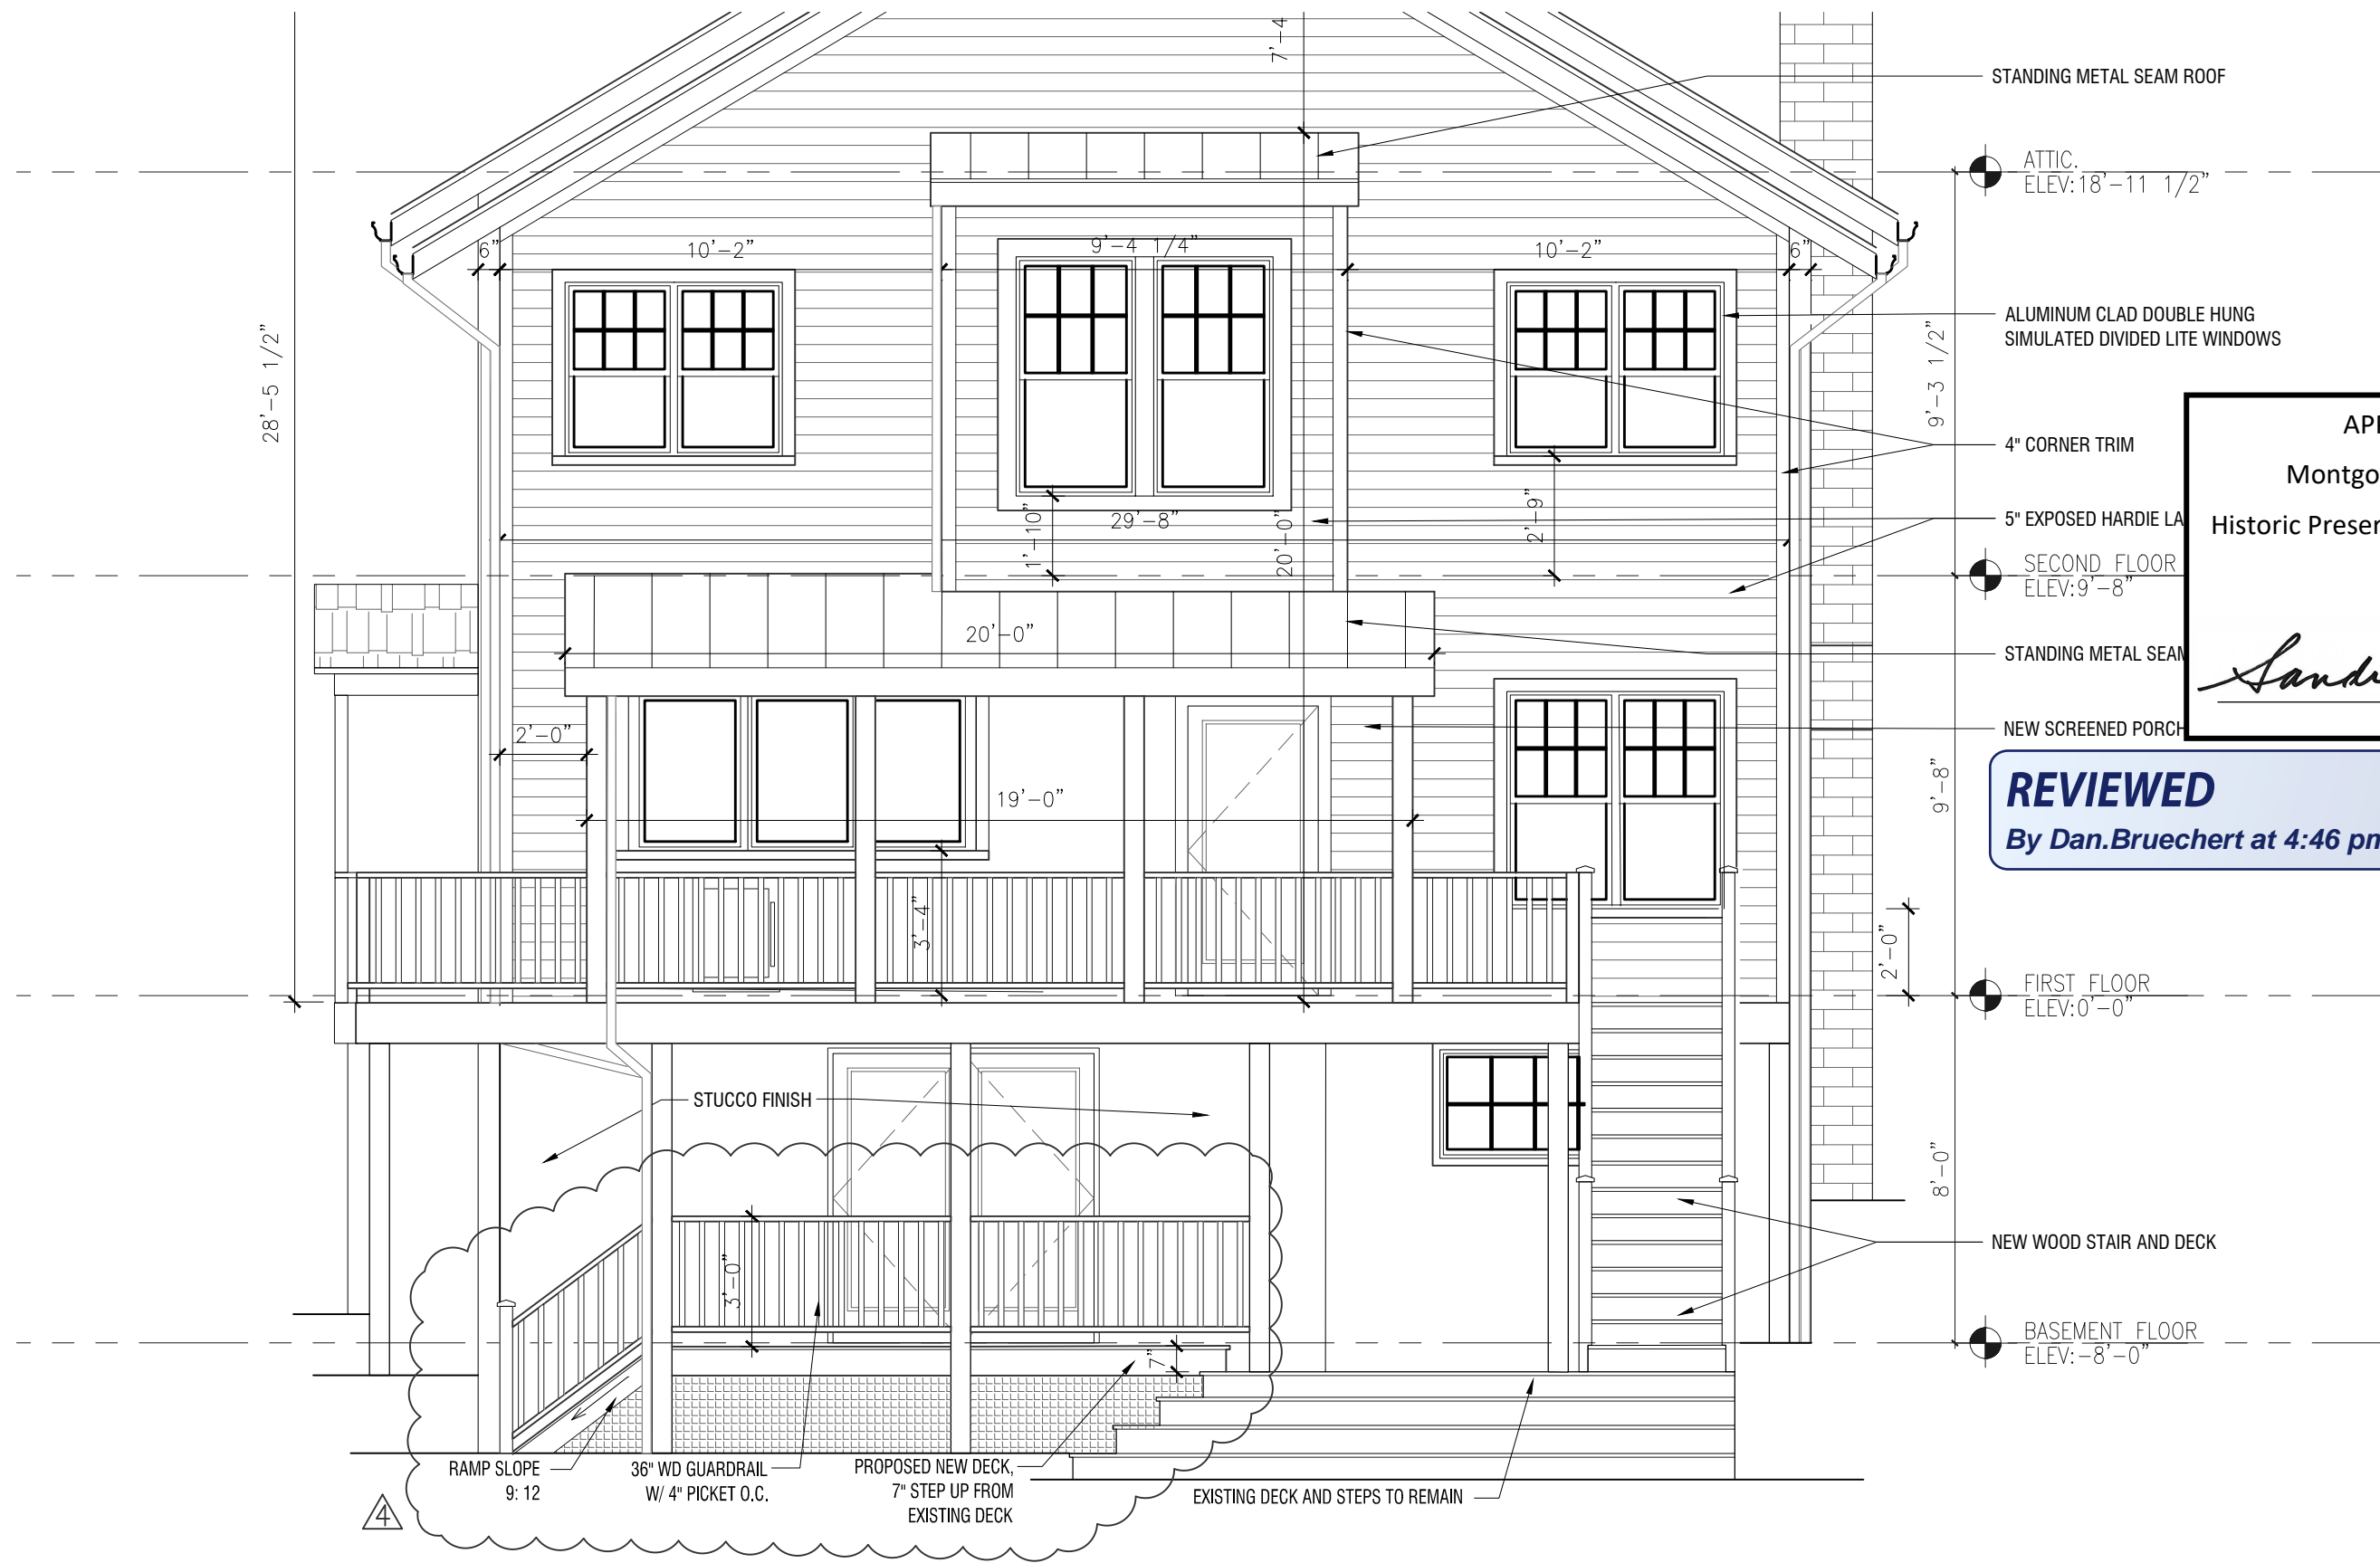 7'-4
STANDING METAL SEAM ROOF
ATTIC.
ELEV:18'-11 1/2"
6"
10'-2"
9'-4 1/4"
10'-2"
6"
28'-5 1/2"
ALUMINUM CLAD DOUBLE HUNG
SIMULATED DIVIDED LITE WINDOWS
9'-3 1/2"
4" CORNER TRIM
Montgo
1'-10"
29'-8"
20'-0"
2'-9"
5" EXPOSED HARDIE LA
Historic Preser
SECOND FLOOR
ELEV:9'-8"
20'-0"
STANDING METAL SEAM
2'-0"
NEW SCREENED PORCH
19'-0"
9'-8"
REVIEWED
By Dan.Bruechert at 4:46 pm
3'-4"
2'-0"
FIRST FLOOR
ELEV:0'-0"
STUCCO FINISH
8'-0"
3'-0"
NEW WOOD STAIR AND DECK
BASEMENT FLOOR
ELEV:-8'-0"
7"
RAMP SLOPE
9: 12
36" WD GUARDRAIL
W/ 4" PICKET O.C.
PROPOSED NEW DECK,
7" STEP UP FROM
EXISTING DECK
EXISTING DECK AND STEPS TO REMAIN
4